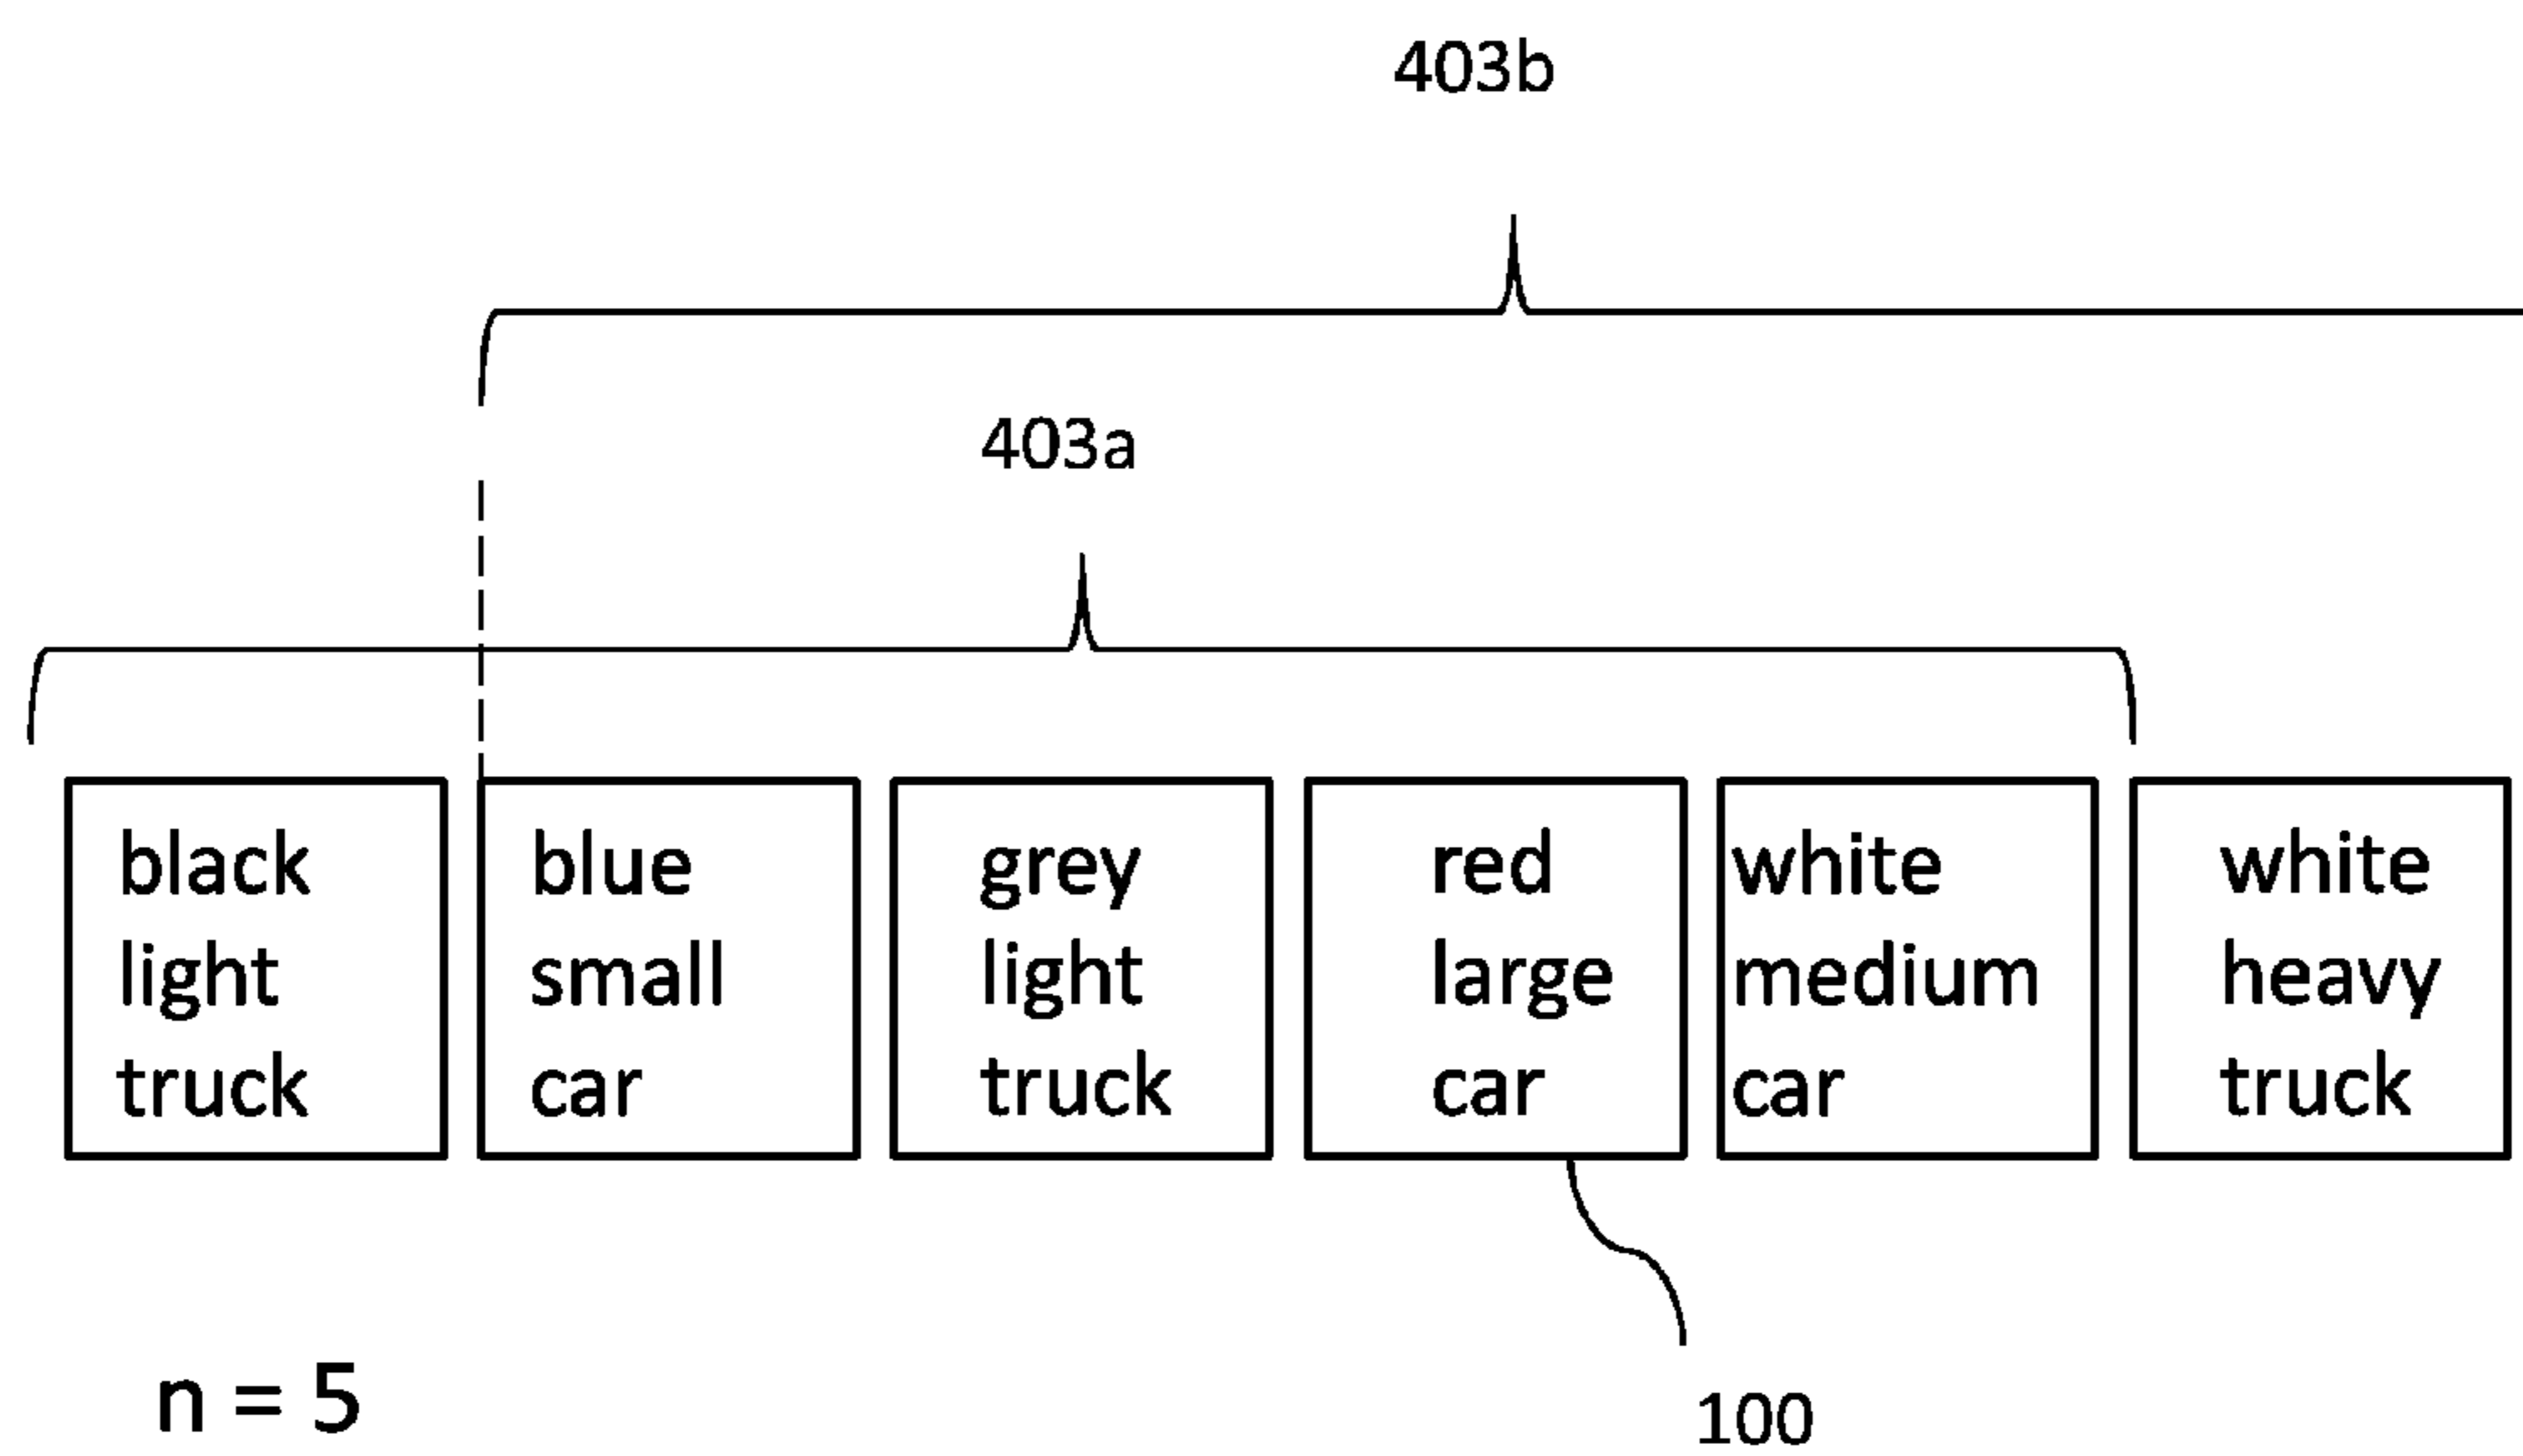 403b
403a
black
light
truck
blue
small
car
grey
light
truck
red
large
car
white
medium
car
white
heavy
truck
n = 5
100